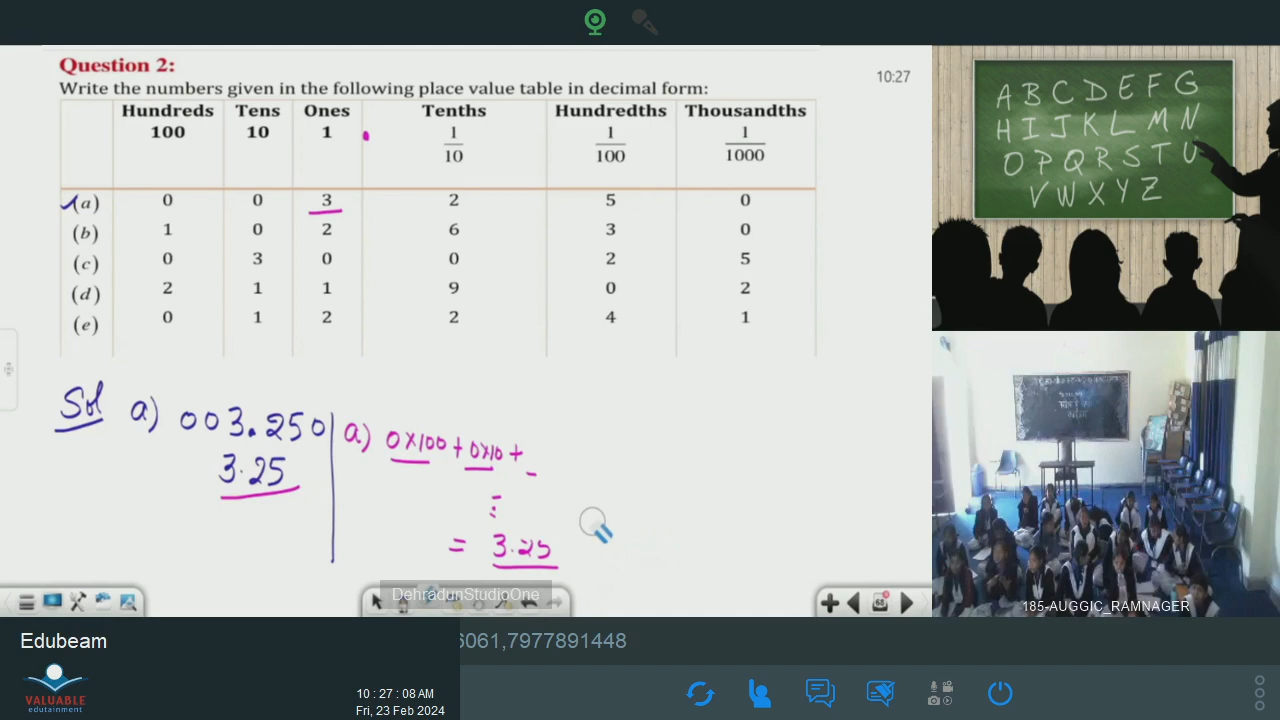 Question 2:
10:27
Write the numbers given in the following place value table in decimal form:
Hundreds Tens Ones Tenths Hundredths Thousandths
100 10 1 . 1/10 1/100 1/1000
(a) 0 0 3 2 5 0
(b) 1 0 2 6 3 0
(c) 0 3 0 0 2 5
(d) 2 1 1 9 0 2
(e) 0 1 2 2 4 1
Sol a) 003.250
3.25
a) 0×100 + 0×10 +
= 3.25
A B C D E F G
H I J K L M N
O P Q R S T U
V W X Y Z
DehradunStudioOne
68
185-AUGGIC_RAMNAGER
Edubeam
6061,7977891448
VALUABLE
edutainment
10 : 27 : 08 AM
Fri, 23 Feb 2024